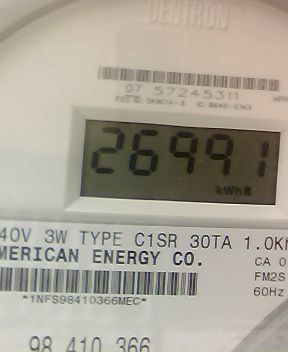 CENTRON®
07 57245311
26991
kWh
40V 3W TYPE C1SR 30TA 1.0Kh
MERICAN ENERGY CO.
CA 0
FM2S
60Hz
*1NFS98410366MEC*
98 410 366